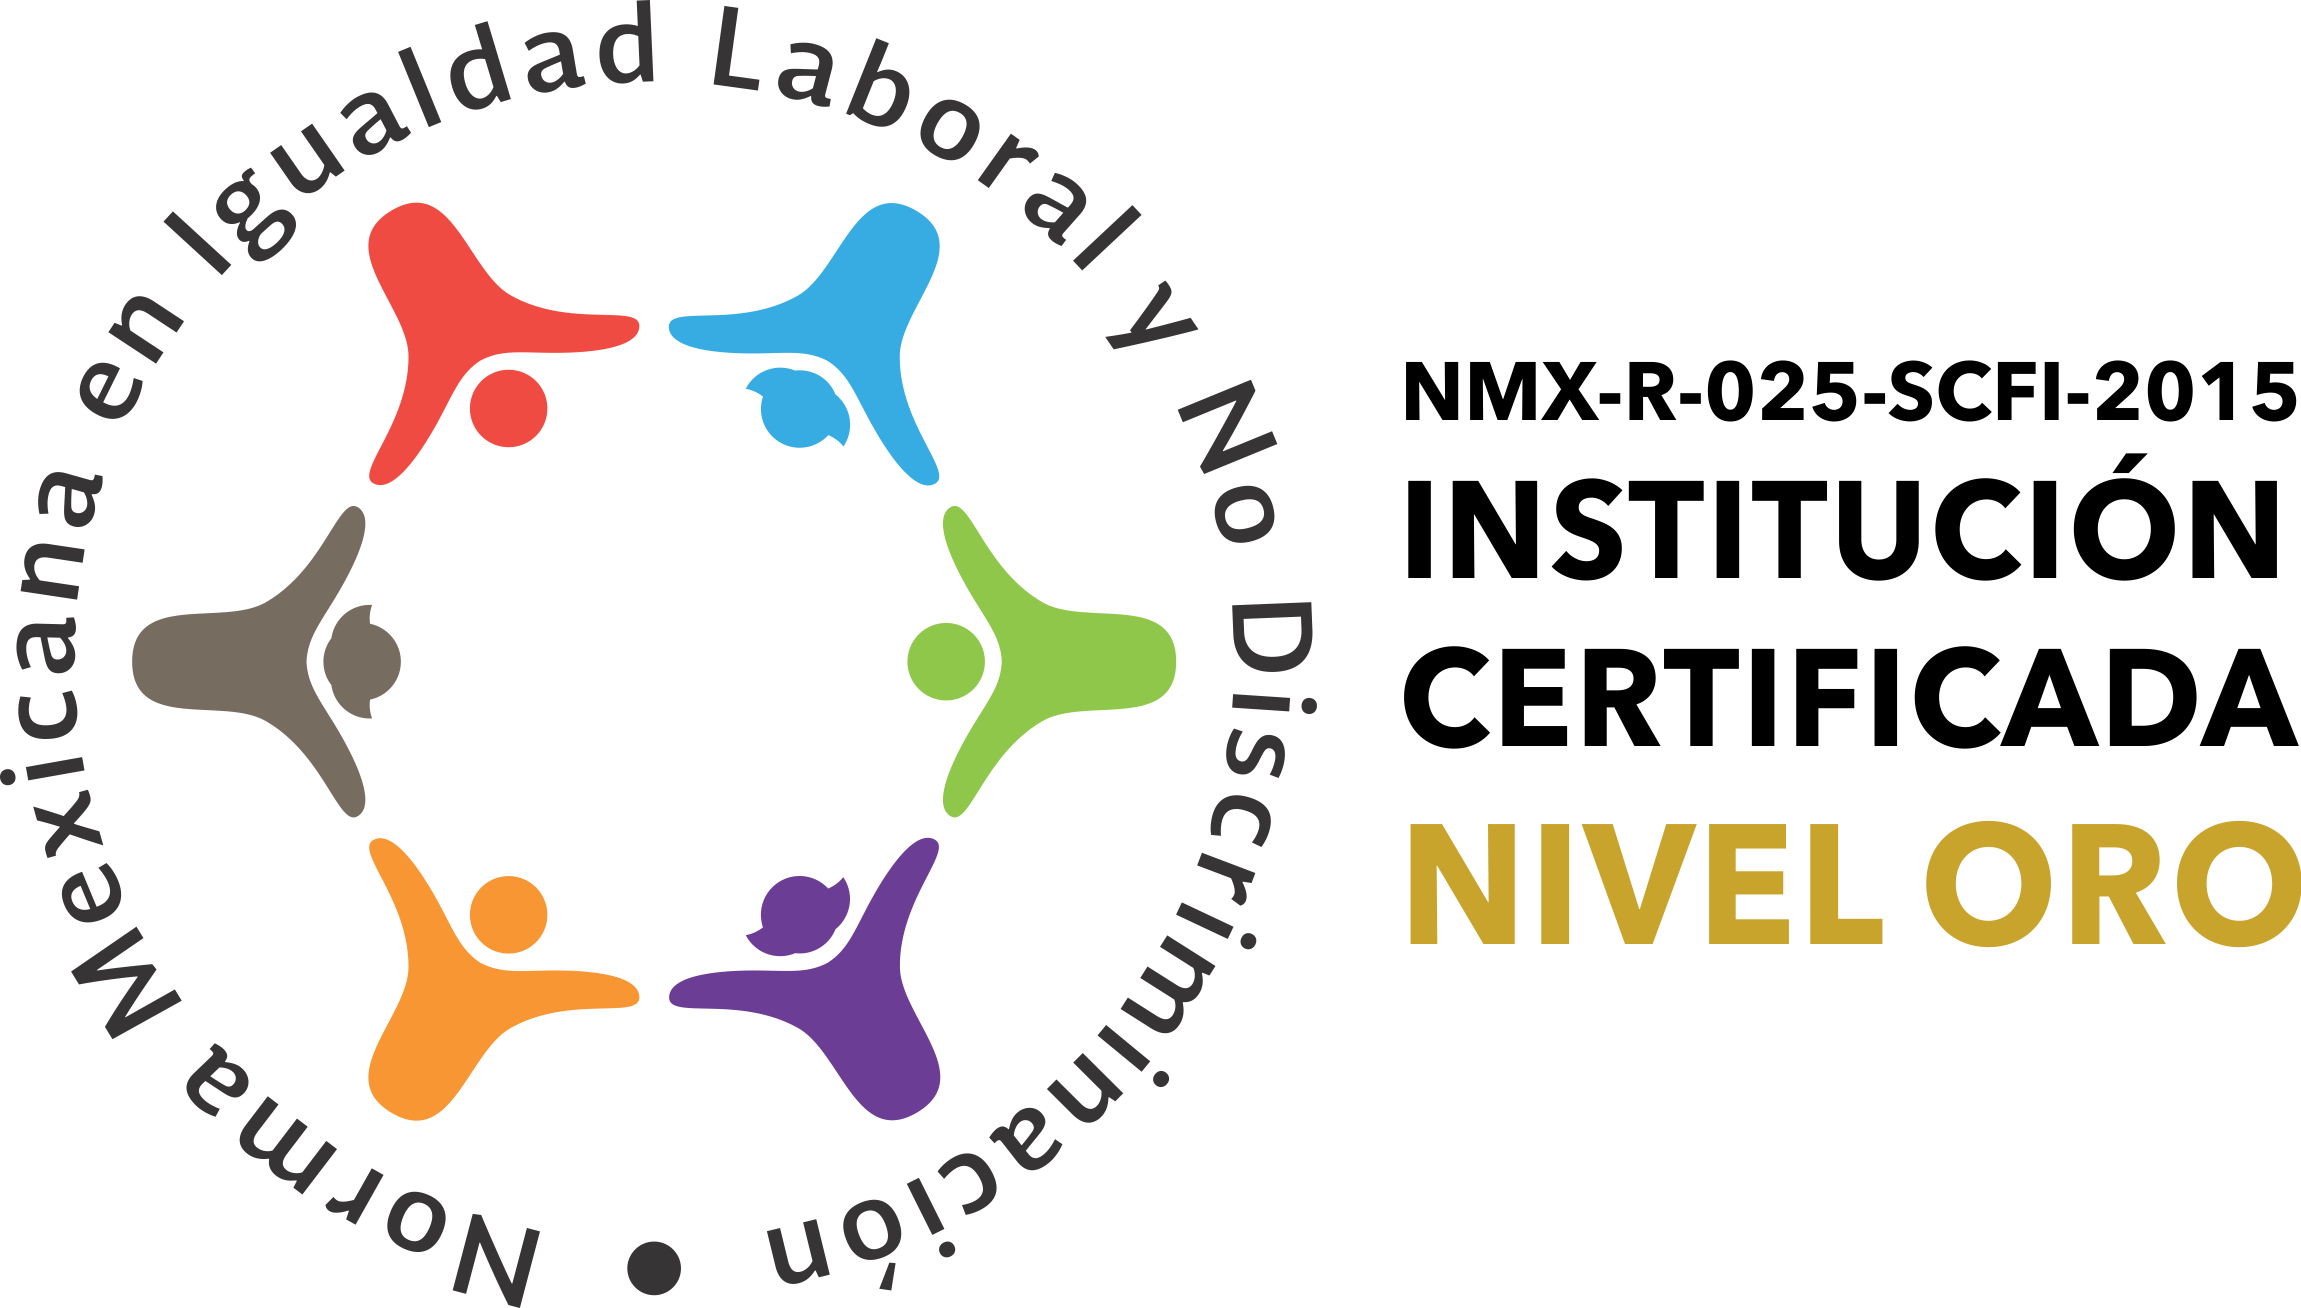 Norma Mexicana en Igualdad Laboral y No Discriminación
NMX-R-025-SCFI-2015
INSTITUCIÓN
CERTIFICADA
NIVEL ORO